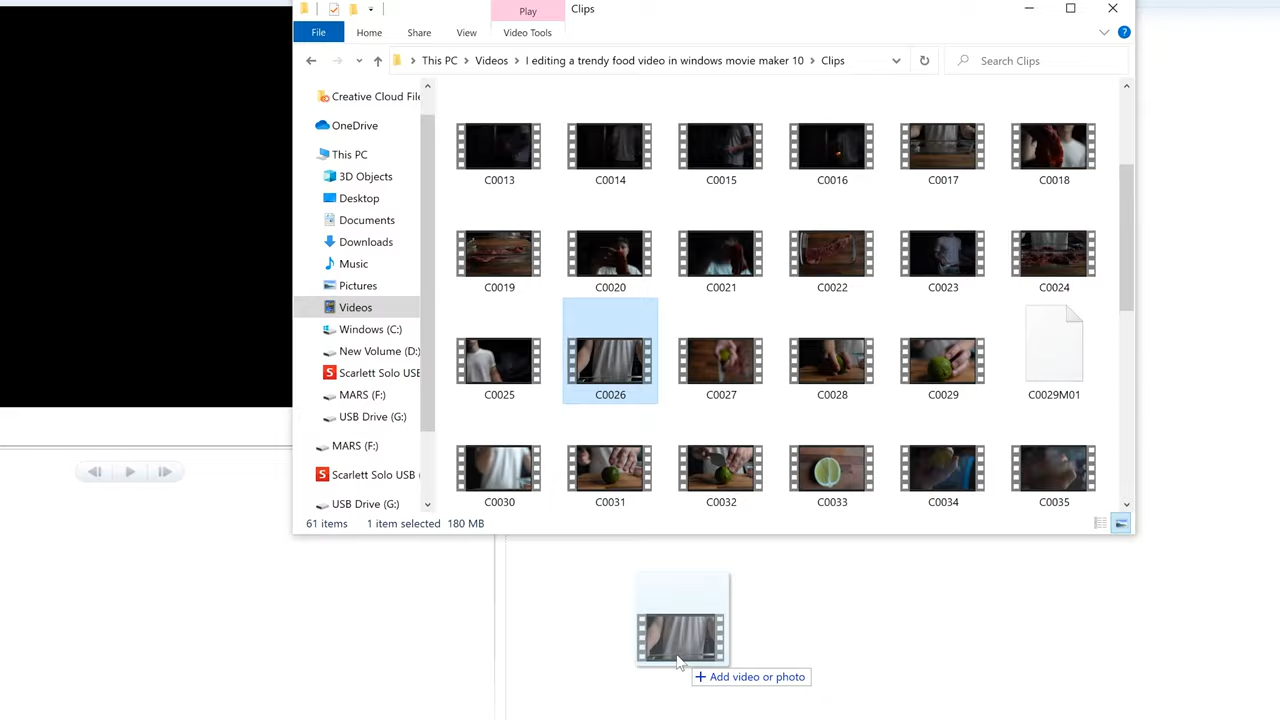 Play
Clips
File
Home
Share
View
Video Tools
This PC
Videos
I editing a trendy food video in windows movie maker 10
Clips
Search Clips
Creative Cloud File
OneDrive
This PC
3D Objects
Desktop
Documents
Downloads
Music
Pictures
Videos
Windows (C:)
New Volume (D:)
Scarlett Solo USB
MARS (F:)
USB Drive (G:)
MARS (F:)
Scarlett Solo USB
USB Drive (G:)
C0013
C0014
C0015
C0016
C0017
C0018
C0019
C0020
C0021
C0022
C0023
C0024
C0025
C0026
C0027
C0028
C0029
C0029M01
C0030
C0031
C0032
C0033
C0034
C0035
61 items
1 item selected 180 MB
+ Add video or photo